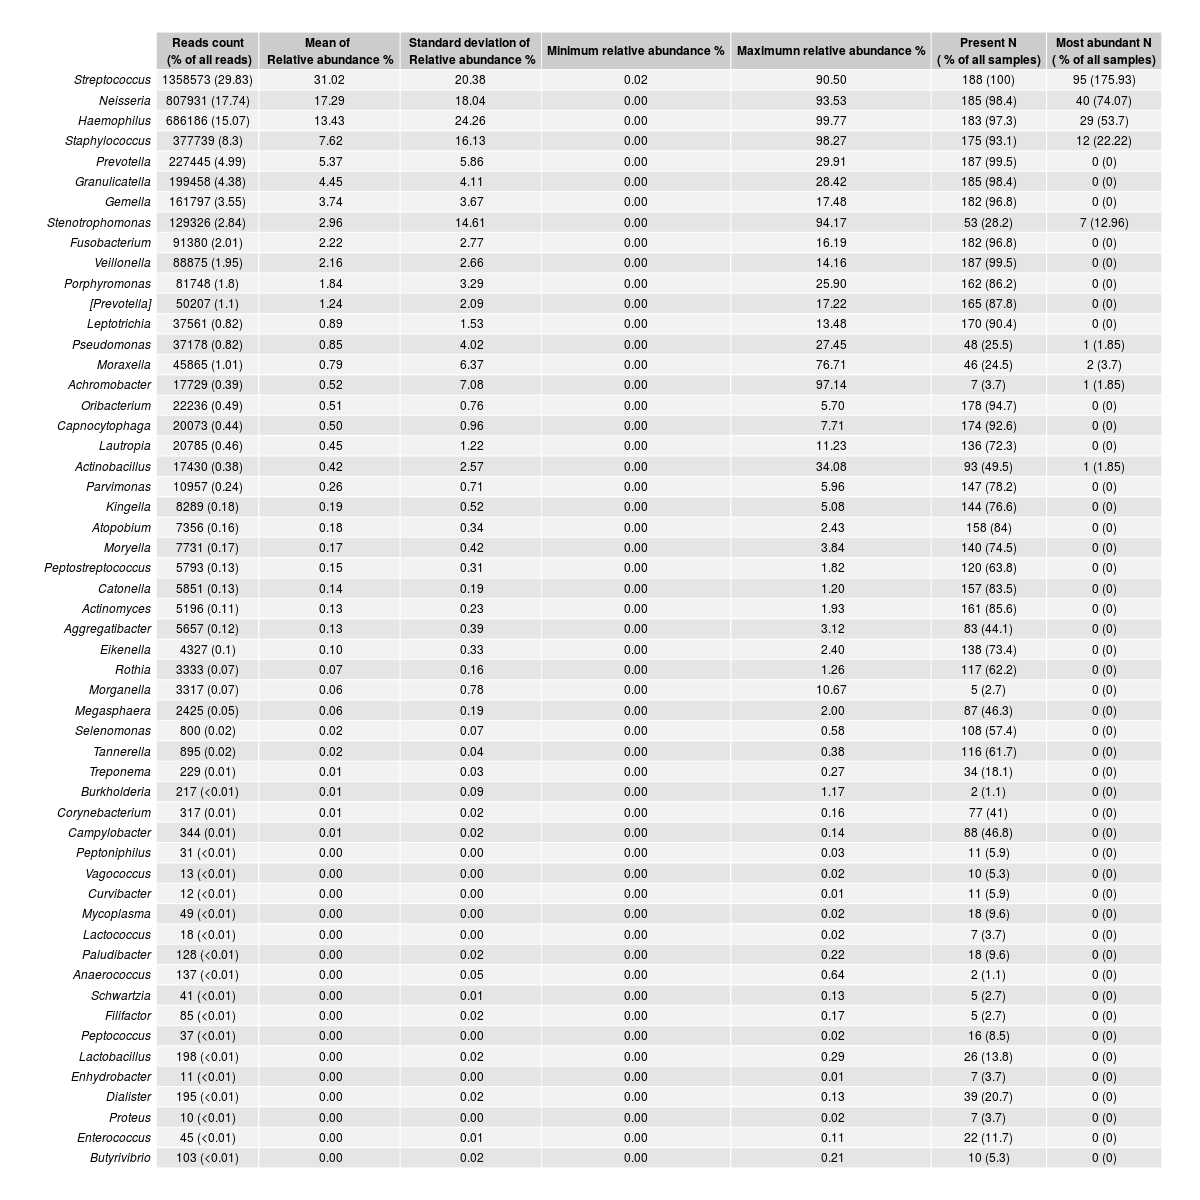 Reads count Mean of Standard deviation of Minimum relative abundance % Maximumn relative abundance % Present N Most abundant N
(% of all reads) Relative abundance % Relative abundance % ( % of all samples) ( % of all samples)
Streptococcus 1358573 (29.83) 31.02 20.38 0.02 90.50 188 (100) 95 (175.93)
Neisseria 807931 (17.74) 17.29 18.04 0.00 93.53 185 (98.4) 40 (74.07)
Haemophilus 686186 (15.07) 13.43 24.26 0.00 99.77 183 (97.3) 29 (53.7)
Staphylococcus 377739 (8.3) 7.62 16.13 0.00 98.27 175 (93.1) 12 (22.22)
Prevotella 227445 (4.99) 5.37 5.86 0.00 29.91 187 (99.5) 0 (0)
Granulicatella 199458 (4.38) 4.45 4.11 0.00 28.42 185 (98.4) 0 (0)
Gemella 161797 (3.55) 3.74 3.67 0.00 17.48 182 (96.8) 0 (0)
Stenotrophomonas 129326 (2.84) 2.96 14.61 0.00 94.17 53 (28.2) 7 (12.96)
Fusobacterium 91380 (2.01) 2.22 2.77 0.00 16.19 182 (96.8) 0 (0)
Veillonella 88875 (1.95) 2.16 2.66 0.00 14.16 187 (99.5) 0 (0)
Porphyromonas 81748 (1.8) 1.84 3.29 0.00 25.90 162 (86.2) 0 (0)
[Prevotella] 50207 (1.1) 1.24 2.09 0.00 17.22 165 (87.8) 0 (0)
Leptotrichia 37561 (0.82) 0.89 1.53 0.00 13.48 170 (90.4) 0 (0)
Pseudomonas 37178 (0.82) 0.85 4.02 0.00 27.45 48 (25.5) 1 (1.85)
Moraxella 45865 (1.01) 0.79 6.37 0.00 76.71 46 (24.5) 2 (3.7)
Achromobacter 17729 (0.39) 0.52 7.08 0.00 97.14 7 (3.7) 1 (1.85)
Oribacterium 22236 (0.49) 0.51 0.76 0.00 5.70 178 (94.7) 0 (0)
Capnocytophaga 20073 (0.44) 0.50 0.96 0.00 7.71 174 (92.6) 0 (0)
Lautropia 20785 (0.46) 0.45 1.22 0.00 11.23 136 (72.3) 0 (0)
Actinobacillus 17430 (0.38) 0.42 2.57 0.00 34.08 93 (49.5) 1 (1.85)
Parvimonas 10957 (0.24) 0.26 0.71 0.00 5.96 147 (78.2) 0 (0)
Kingella 8289 (0.18) 0.19 0.52 0.00 5.08 144 (76.6) 0 (0)
Atopobium 7356 (0.16) 0.18 0.34 0.00 2.43 158 (84) 0 (0)
Moryella 7731 (0.17) 0.17 0.42 0.00 3.84 140 (74.5) 0 (0)
Peptostreptococcus 5793 (0.13) 0.15 0.31 0.00 1.82 120 (63.8) 0 (0)
Catonella 5851 (0.13) 0.14 0.19 0.00 1.20 157 (83.5) 0 (0)
Actinomyces 5196 (0.11) 0.13 0.23 0.00 1.93 161 (85.6) 0 (0)
Aggregatibacter 5657 (0.12) 0.13 0.39 0.00 3.12 83 (44.1) 0 (0)
Eikenella 4327 (0.1) 0.10 0.33 0.00 2.40 138 (73.4) 0 (0)
Rothia 3333 (0.07) 0.07 0.16 0.00 1.26 117 (62.2) 0 (0)
Morganella 3317 (0.07) 0.06 0.78 0.00 10.67 5 (2.7) 0 (0)
Megasphaera 2425 (0.05) 0.06 0.19 0.00 2.00 87 (46.3) 0 (0)
Selenomonas 800 (0.02) 0.02 0.07 0.00 0.58 108 (57.4) 0 (0)
Tannerella 895 (0.02) 0.02 0.04 0.00 0.38 116 (61.7) 0 (0)
Treponema 229 (0.01) 0.01 0.03 0.00 0.27 34 (18.1) 0 (0)
Burkholderia 217 (<0.01) 0.01 0.09 0.00 1.17 2 (1.1) 0 (0)
Corynebacterium 317 (0.01) 0.01 0.02 0.00 0.16 77 (41) 0 (0)
Campylobacter 344 (0.01) 0.01 0.02 0.00 0.14 88 (46.8) 0 (0)
Peptoniphilus 31 (<0.01) 0.00 0.00 0.00 0.03 11 (5.9) 0 (0)
Vagococcus 13 (<0.01) 0.00 0.00 0.00 0.02 10 (5.3) 0 (0)
Curvibacter 12 (<0.01) 0.00 0.00 0.00 0.01 11 (5.9) 0 (0)
Mycoplasma 49 (<0.01) 0.00 0.00 0.00 0.02 18 (9.6) 0 (0)
Lactococcus 18 (<0.01) 0.00 0.00 0.00 0.02 7 (3.7) 0 (0)
Paludibacter 128 (<0.01) 0.00 0.02 0.00 0.22 18 (9.6) 0 (0)
Anaerococcus 137 (<0.01) 0.00 0.05 0.00 0.64 2 (1.1) 0 (0)
Schwartzia 41 (<0.01) 0.00 0.01 0.00 0.13 5 (2.7) 0 (0)
Filifactor 85 (<0.01) 0.00 0.02 0.00 0.17 5 (2.7) 0 (0)
Peptococcus 37 (<0.01) 0.00 0.00 0.00 0.02 16 (8.5) 0 (0)
Lactobacillus 198 (<0.01) 0.00 0.02 0.00 0.29 26 (13.8) 0 (0)
Enhydrobacter 11 (<0.01) 0.00 0.00 0.00 0.01 7 (3.7) 0 (0)
Dialister 195 (<0.01) 0.00 0.02 0.00 0.13 39 (20.7) 0 (0)
Proteus 10 (<0.01) 0.00 0.00 0.00 0.02 7 (3.7) 0 (0)
Enterococcus 45 (<0.01) 0.00 0.01 0.00 0.11 22 (11.7) 0 (0)
Butyrivibrio 103 (<0.01) 0.00 0.02 0.00 0.21 10 (5.3) 0 (0)